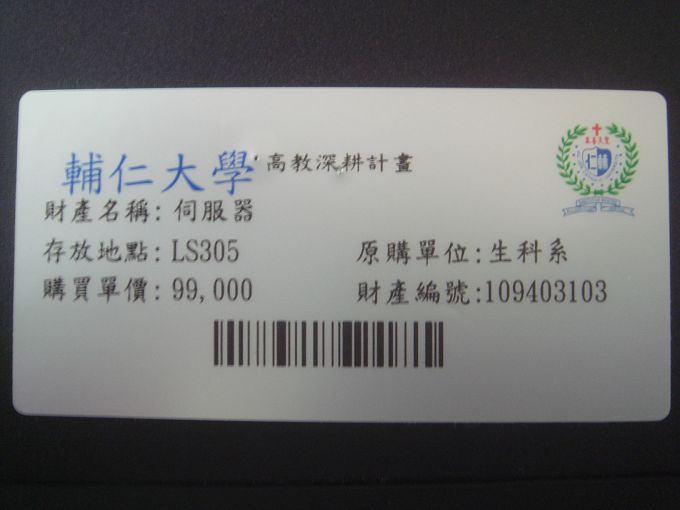 輔仁大學 高教深耕計畫
財產名稱: 伺服器
存放地點: LS305 原購單位:生科系
購買單價: 99,000 財產編號:109403103